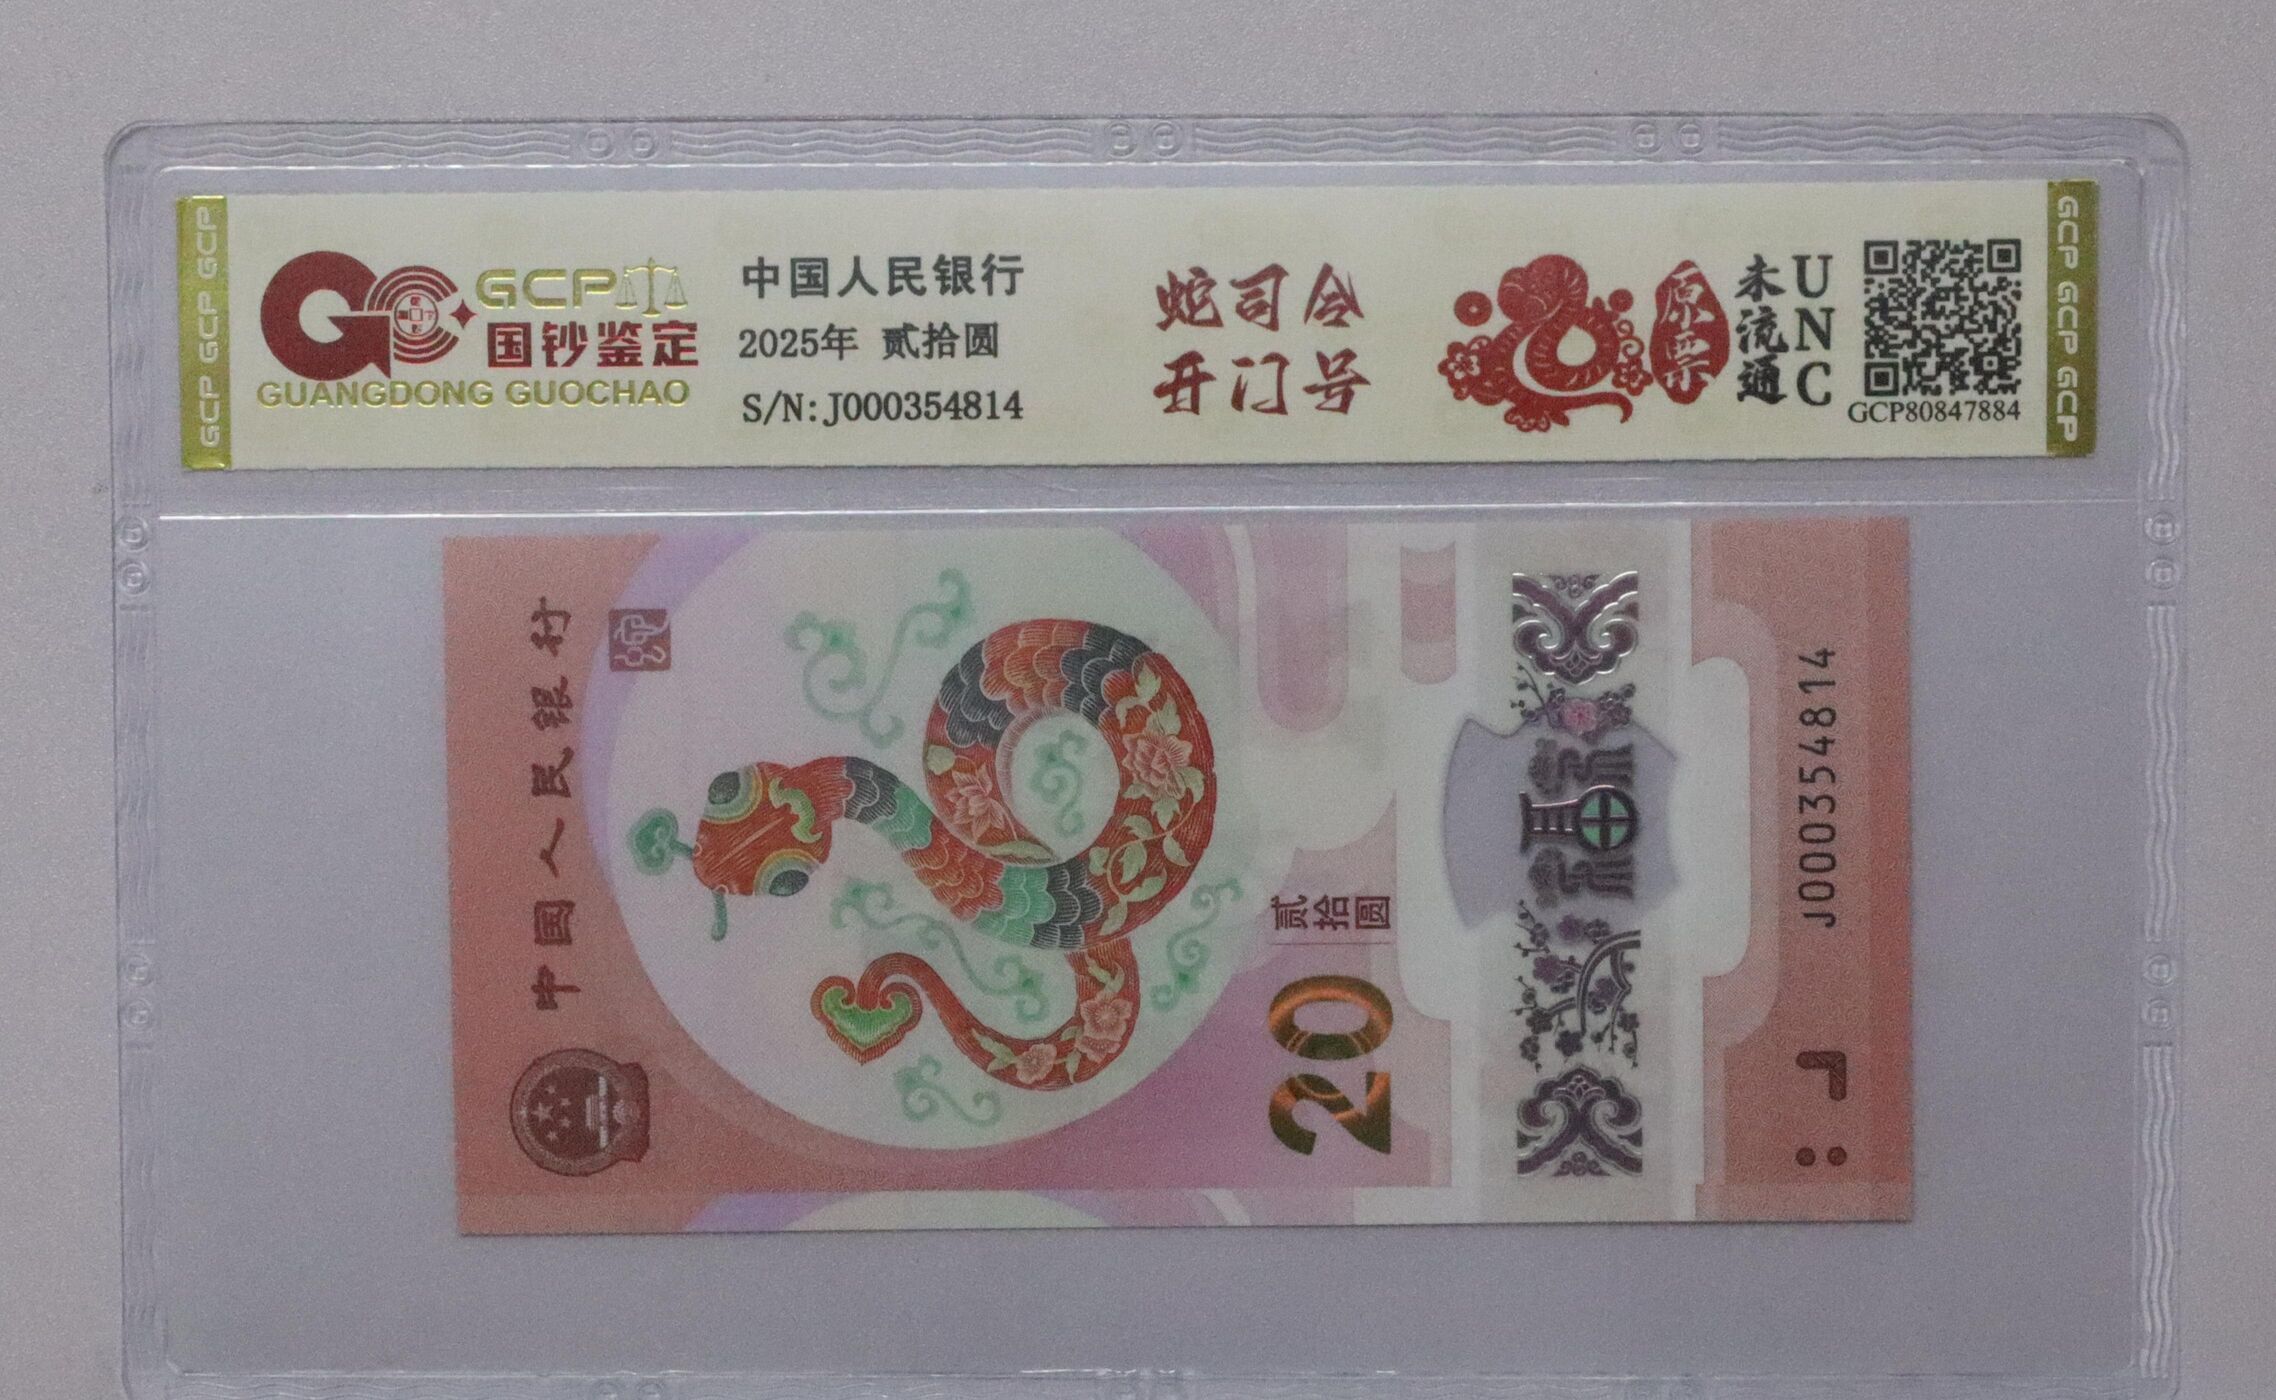 GCP GCP GCP
GCP
国钞鉴定
GUANGDONG GUOCHAO
中国人民银行
2025年 贰拾圆
S/N:J000354814
蛇司令
开门号
原票
未流通
UNC
GCP80847884
GCP GCP GCP
中国人民银行
贰拾圆
20
福
J000354814